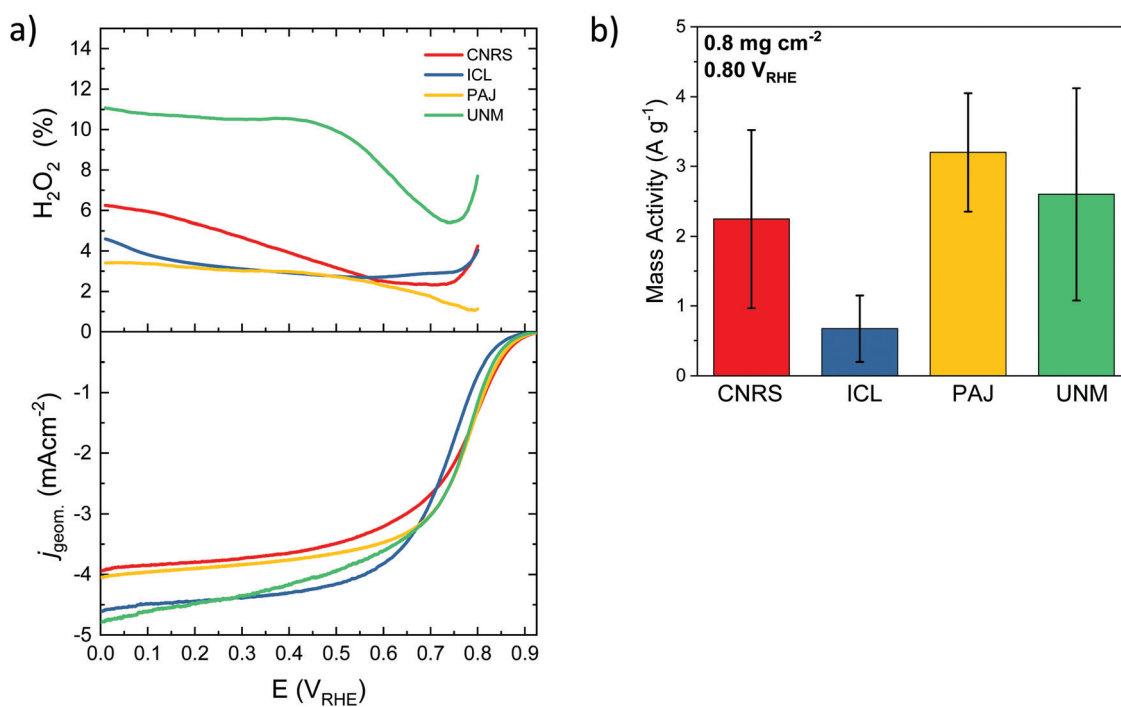 a)
CNRS
ICL
PAJ
UNM
H2O2 (%)
14
12
10
8
6
4
2
0
-1
-2
-3
-4
-5
jgeom. (mAcm-2)
0.0 0.1 0.2 0.3 0.4 0.5 0.6 0.7 0.8 0.9
E (VRHE)
b)
0.8 mg cm-2
0.80 VRHE
Mass Activity (A g-1)
5
4
3
2
1
0
CNRS ICL PAJ UNM